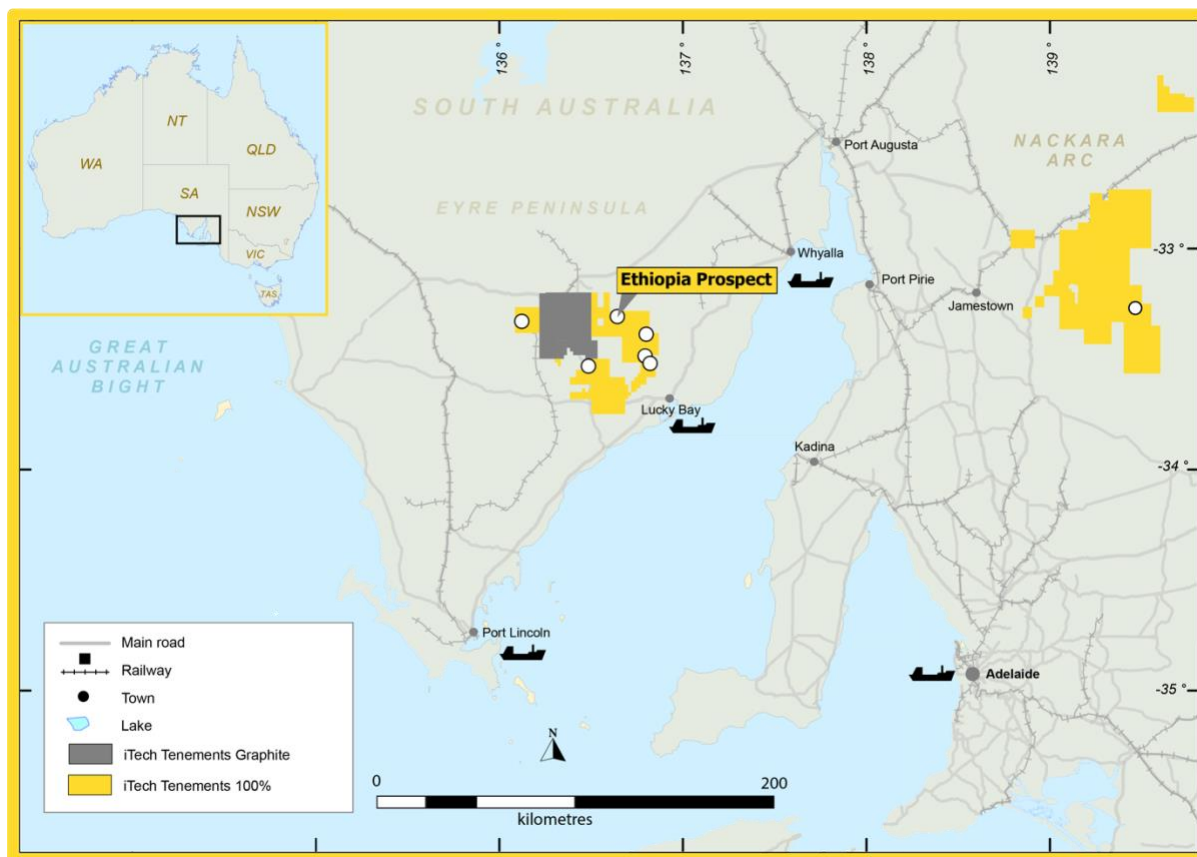 136 °
137 °
138 °
139 °
WA
NT
QLD
SA
NSW
VIC
TAS
SOUTH AUSTRALIA
NACKARA
ARC
EYRE PENINSULA
GREAT
AUSTRALIAN
BIGHT
Port Augusta
Whyalla
-33 °
Ethiopia Prospect
Port Pirie
Jamestown
Lucky Bay
Kadina
-34 °
Port Lincoln
Adelaide
-35 °
Main road
Railway
Town
Lake
iTech Tenements Graphite
iTech Tenements 100%
N
0
200
kilometres